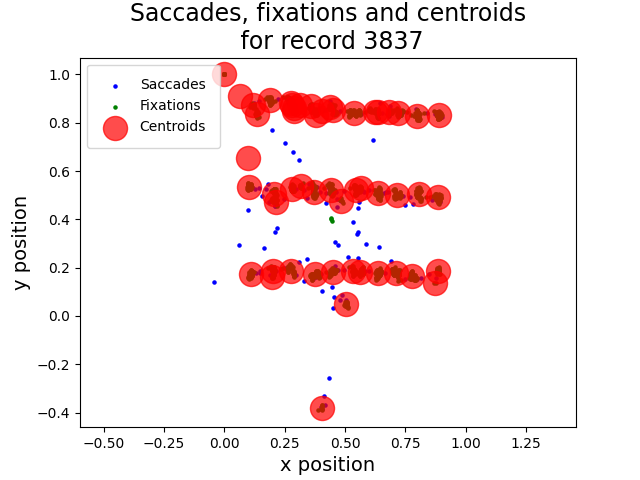 Saccades, fixations and centroids
for record 3837
Saccades
Fixations
Centroids
1.0
0.8
0.6
0.4
0.2
0.0
−0.2
−0.4
y position
−0.50
−0.25
0.00
0.25
0.50
0.75
1.00
1.25
x position